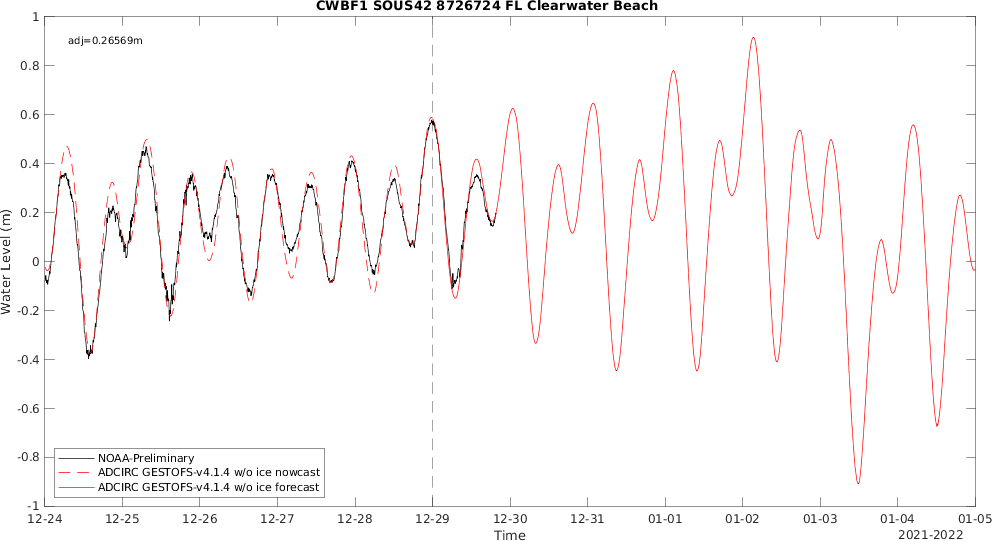 CWBF1 SOUS42 8726724 FL Clearwater Beach
adj=0.26569m
1
0.8
0.6
0.4
0.2
0
-0.2
-0.4
-0.6
-0.8
-1
Water Level (m)
NOAA-Preliminary
ADCIRC GESTOFS-v4.1.4 w/o ice nowcast
ADCIRC GESTOFS-v4.1.4 w/o ice forecast
12-24 12-25 12-26 12-27 12-28 12-29 12-30 12-31 01-01 01-02 01-03 01-04 01-05
Time
2021-2022